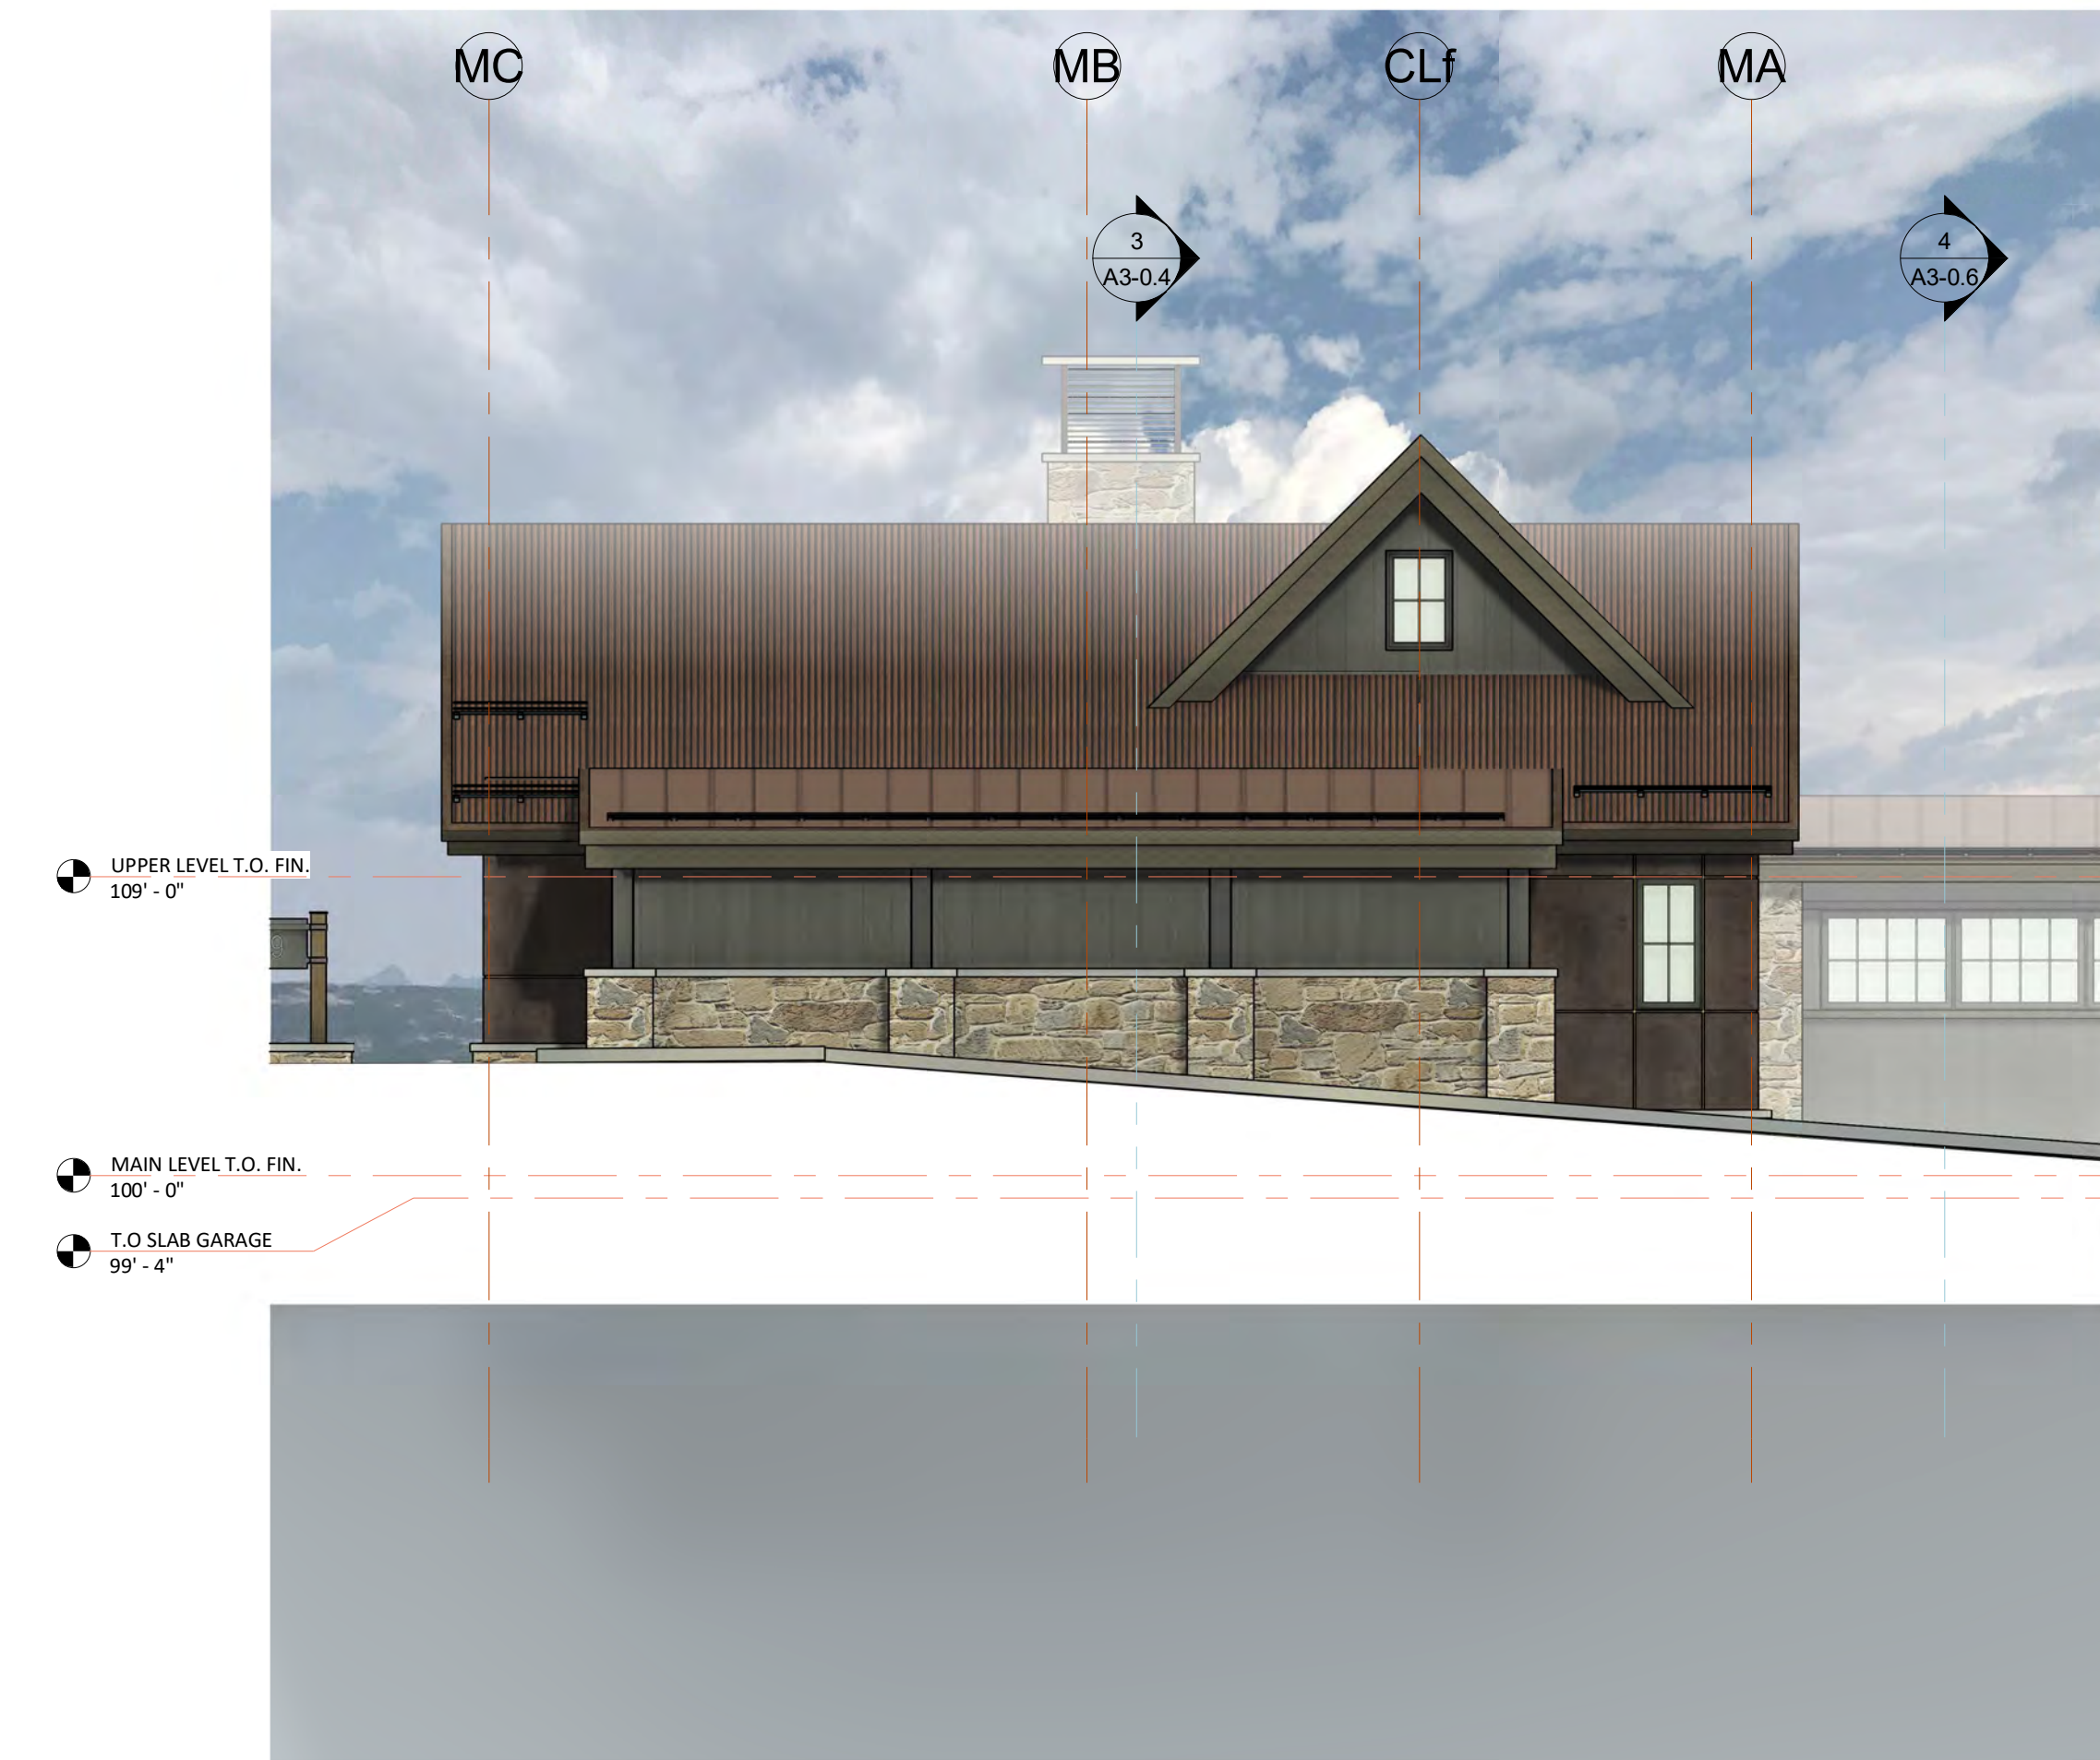 MC
MB
CLf
MA
3
A3-0.4
4
A3-0.6
UPPER LEVEL T.O. FIN.
109' - 0"
9
MAIN LEVEL T.O. FIN.
100' - 0"
T.O SLAB GARAGE
99' - 4"